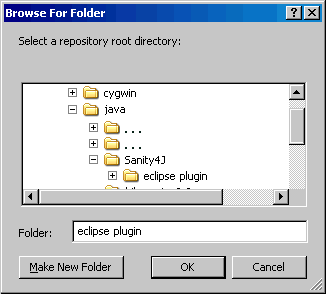 Browse For Folder
Select a repository root directory:
cygwin
java
...
...
Sanity4J
eclipse plugin
Folder:
eclipse plugin
Make New Folder
OK
Cancel